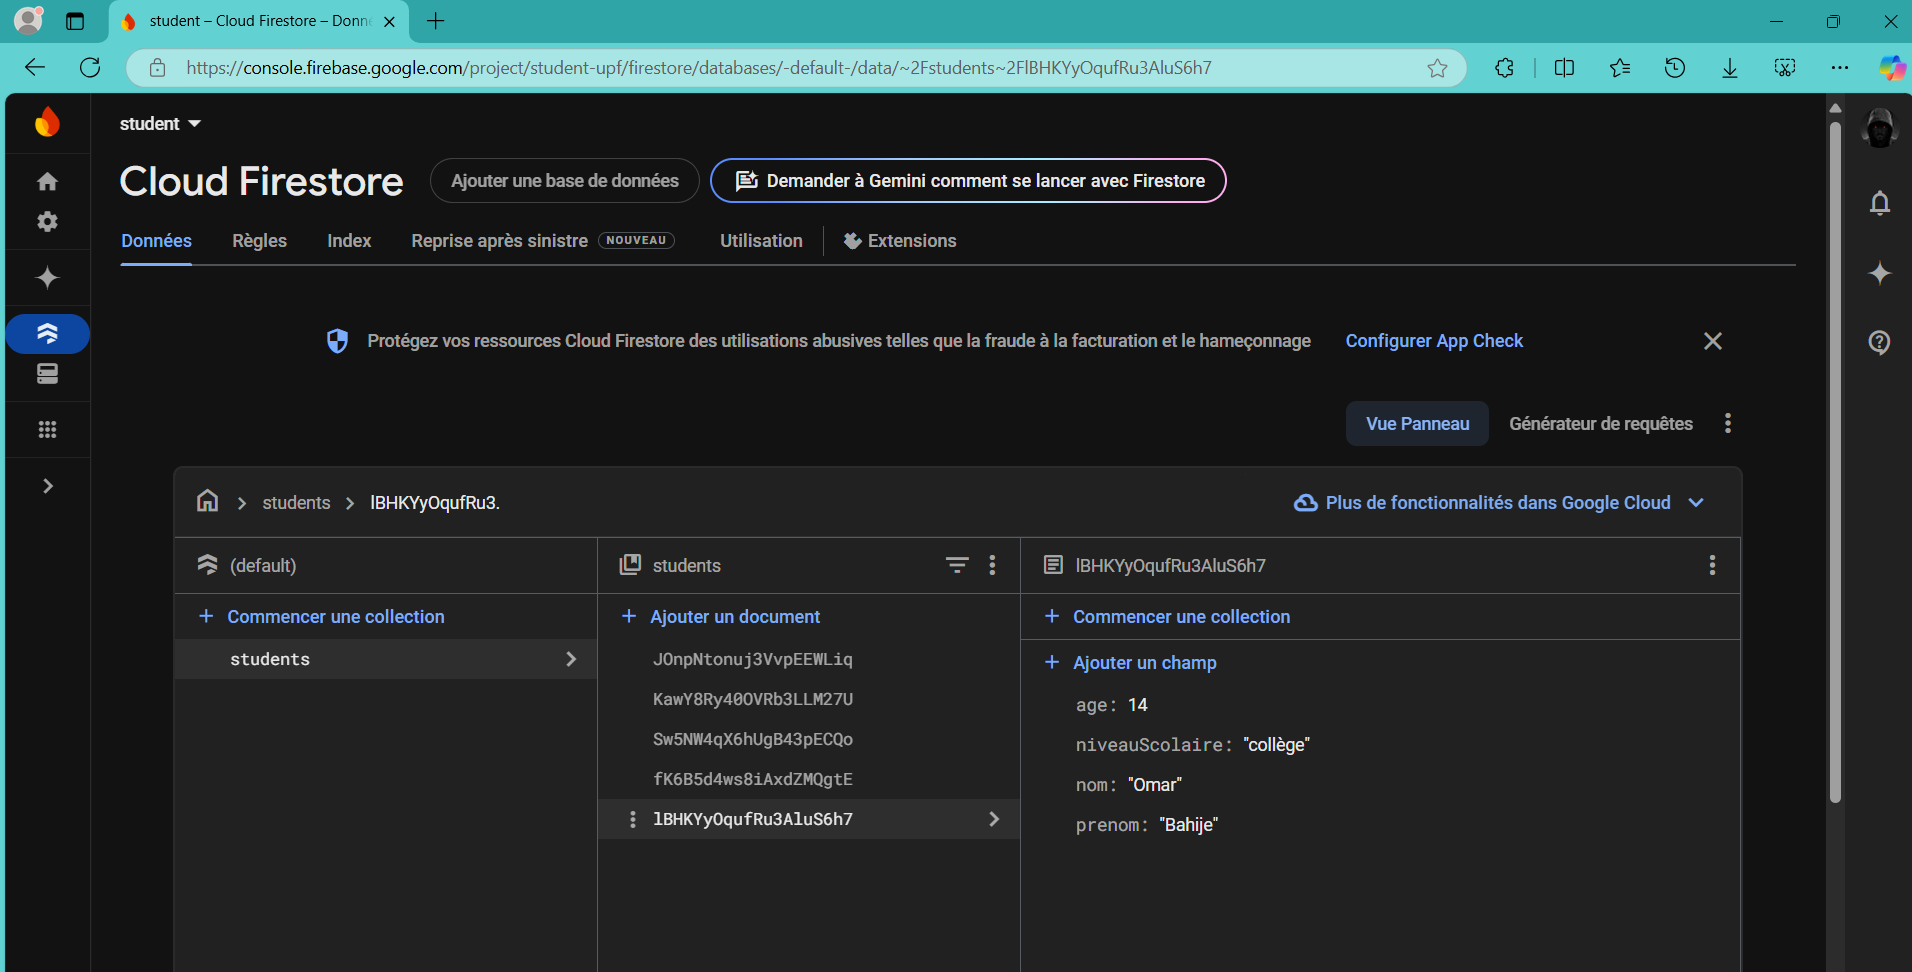 student – Cloud Firestore – Donn
https://console.firebase.google.com/project/student-upf/firestore/databases/-default-/data/~2Fstudents~2FlBHKYyOqufRu3AluS6h7
student
Cloud Firestore
Ajouter une base de données
Demander à Gemini comment se lancer avec Firestore
Données
Règles
Index
Reprise après sinistre NOUVEAU
Utilisation
Extensions
Protégez vos ressources Cloud Firestore des utilisations abusives telles que la fraude à la facturation et le hameçonnage
Configurer App Check
Vue Panneau
Générateur de requêtes
students
lBHKYyOqufRu3.
Plus de fonctionnalités dans Google Cloud
(default)
students
lBHKYyOqufRu3AluS6h7
+ Commencer une collection
+ Ajouter un document
+ Commencer une collection
students
JOnpNtonuj3VvpEEWLiq
KawY8Ry40OVRb3LLM27U
Sw5NW4qX6hUgB43pECQo
fK6B5d4ws8iAxdZMQgtE
lBHKYyOqufRu3AluS6h7
+ Ajouter un champ
age: 14
niveauScolaire: "collège"
nom: "Omar"
prenom: "Bahije"